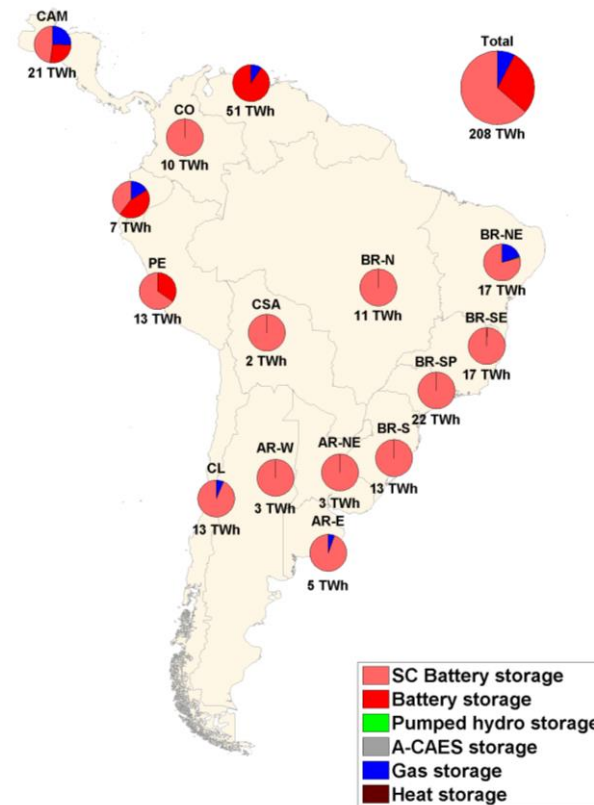 CAM
21 TWh
Total
208 TWh
51 TWh
CO
10 TWh
7 TWh
BR-NE
17 TWh
PE
13 TWh
BR-N
11 TWh
CSA
2 TWh
BR-SE
17 TWh
BR-SP
22 TWh
BR-S
13 TWh
AR-W
3 TWh
AR-NE
3 TWh
CL
13 TWh
AR-E
5 TWh
SC Battery storage
Battery storage
Pumped hydro storage
A-CAES storage
Gas storage
Heat storage